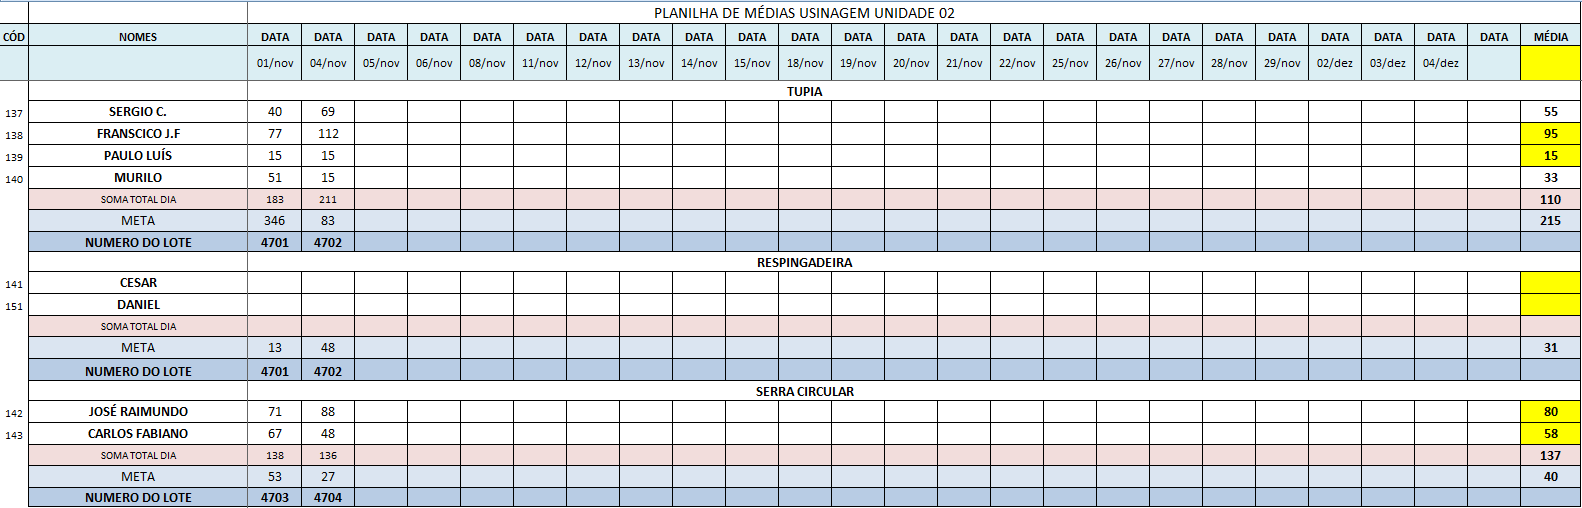 PLANILHA DE MÉDIAS USINAGEM UNIDADE 02
CÓD NOMES DATA DATA DATA DATA DATA DATA DATA DATA DATA DATA DATA DATA DATA DATA DATA DATA DATA DATA DATA DATA DATA DATA DATA DATA MÉDIA
01/nov 04/nov 05/nov 06/nov 08/nov 11/nov 12/nov 13/nov 14/nov 15/nov 18/nov 19/nov 20/nov 21/nov 22/nov 25/nov 26/nov 27/nov 28/nov 29/nov 02/dez 03/dez 04/dez
TUPIA
137 SERGIO C. 40 69 55
138 FRANSCICO J.F 77 112 95
139 PAULO LUÍS 15 15 15
140 MURILO 51 15 33
SOMA TOTAL DIA 183 211 110
META 346 83 215
NUMERO DO LOTE 4701 4702
RESPINGADEIRA
141 CESAR
151 DANIEL
SOMA TOTAL DIA
META 13 48 31
NUMERO DO LOTE 4701 4702
SERRA CIRCULAR
142 JOSÉ RAIMUNDO 71 88 80
143 CARLOS FABIANO 67 48 58
SOMA TOTAL DIA 138 136 137
META 53 27 40
NUMERO DO LOTE 4703 4704